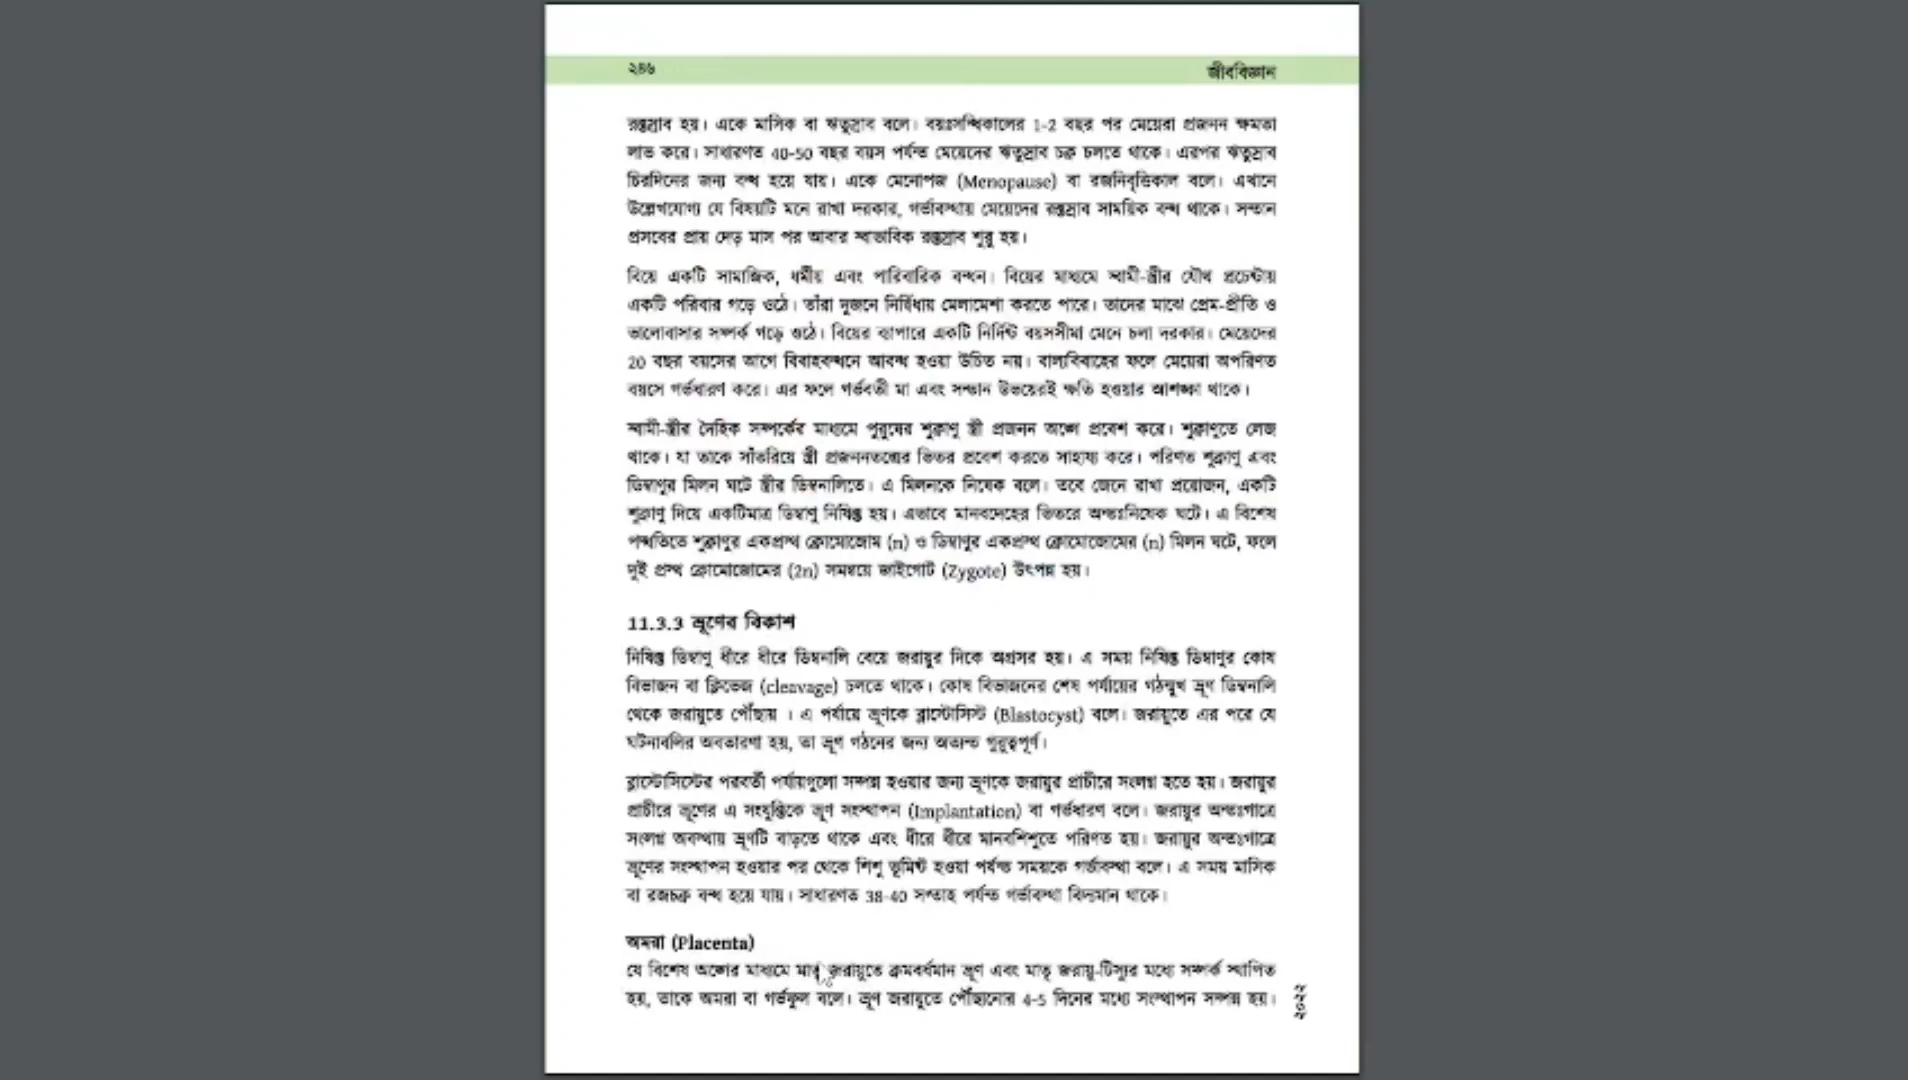 ২৪৬
জীববিজ্ঞান
রক্তস্রাব হয়। একে মাসিক বা ঋতুস্রাব বলে। বয়ঃসন্ধিকালের 1-2 বছর পর মেয়েরা প্রজনন ক্ষমতা
লাভ করে। সাধারণত 40-50 বছর বয়স পর্যন্ত মেয়েদের ঋতুস্রাব চক্র চলতে থাকে। এরপর ঋতুস্রাব
চিরদিনের জন্য বন্ধ হয়ে যায়। একে মেনোপজ (Menopause) বা রজনিবৃত্তিকাল বলে। এখানে
উল্লেখযোগ্য যে বিষয়টি মনে রাখা দরকার, গর্ভাবস্থায় মেয়েদের রক্তস্রাব সাময়িক বন্ধ থাকে। সন্তান
প্রসবের প্রায় দেড় মাস পর আবার স্বাভাবিক রক্তস্রাব শুরু হয়।
বিয়ে একটি সামাজিক, ধর্মীয় এবং পারিবারিক বন্ধন। বিয়ের মাধ্যমে স্বামী-স্ত্রীর যৌথ প্রচেষ্টায়
একটি পরিবার গড়ে ওঠে। তাঁরা দুজনে নির্দ্বিধায় মেলামেশা করতে পারে। তাদের মাঝে প্রেম-প্রীতি ও
ভালোবাসার সম্পর্ক গড়ে ওঠে। বিয়ের ব্যাপারে একটি নির্দিষ্ট বয়সসীমা মেনে চলা দরকার। মেয়েদের
20 বছর বয়সের আগে বিবাহবন্ধনে আবদ্ধ হওয়া উচিত নয়। বাল্যবিবাহের ফলে মেয়েরা অপরিণত
বয়সে গর্ভধারণ করে। এর ফলে গর্ভবতী মা এবং সন্তান উভয়েরই ক্ষতি হওয়ার আশঙ্কা থাকে।
স্বামী-স্ত্রীর দৈহিক সম্পর্কের মাধ্যমে পুরুষের শুক্রাণু স্ত্রী প্রজনন অঙ্গে প্রবেশ করে। শুক্রাণুতে লেজ
থাকে। যা তাকে সাঁতরিয়ে স্ত্রী প্রজননতন্ত্রের ভিতর প্রবেশ করতে সাহায্য করে। পরিণত শুক্রাণু এবং
ডিম্বাণুর মিলন ঘটে স্ত্রীর ডিম্বনালিতে। এ মিলনকে নিষেক বলে। তবে জেনে রাখা প্রয়োজন, একটি
শুক্রাণু দিয়ে একটিমাত্র ডিম্বাণু নিষিক্ত হয়। এভাবে মানবদেহের ভিতরে অন্তঃনিষেক ঘটে। এ বিশেষ
পদ্ধতিতে শুক্রাণুর একপ্রস্থ ক্রোমোজোম (n) ও ডিম্বাণুর একপ্রস্থ ক্রোমোজোমের (n) মিলন ঘটে, ফলে
দুই প্রস্থ ক্রোমোজোমের (2n) সমন্বয়ে জাইগোট (Zygote) উৎপন্ন হয়।
11.3.3 ভ্রূণের বিকাশ
নিষিক্ত ডিম্বাণু ধীরে ধীরে ডিম্বনালি বেয়ে জরায়ুর দিকে অগ্রসর হয়। এ সময় নিষিক্ত ডিম্বাণুর কোষ
বিভাজন বা ক্লিভেজ (cleavage) চলতে থাকে। কোষ বিভাজনের শেষ পর্যায়ের গঠনুখ ভ্রূণ ডিম্বনালি
থেকে জরায়ুতে পৌঁছায় । এ পর্যায়ে ভ্রূণকে ব্লাস্টোসিস্ট (Blastocyst) বলে। জরায়ুতে এর পরে যে
ঘটনাবলির অবতারণা হয়, তা ভ্রূণ গঠনের জন্য অত্যন্ত গুরুত্বপূর্ণ।
ব্লাস্টোসিস্টের পরবর্তী পর্যায়গুলো সম্পন্ন হওয়ার জন্য ভ্রূণকে জরায়ুর প্রাচীরে সংলগ্ন হতে হয়। জরায়ুর
প্রাচীরে ভ্রূণের এ সংযুক্তিকে ভ্রূণ সংস্থাপন (Implantation) বা গর্ভধারণ বলে। জরায়ুর অন্তঃগাত্রে
সংলগ্ন অবস্থায় ভ্রূণটি বাড়তে থাকে এবং ধীরে ধীরে মানবশিশুতে পরিণত হয়। জরায়ুর অন্তঃগাত্রে
ভ্রূণের সংস্থাপন হওয়ার পর থেকে শিশু ভূমিষ্ট হওয়া পর্যন্ত সময়কে গর্ভাবস্থা বলে। এ সময় মাসিক
বা রজচক্র বন্ধ হয়ে যায়। সাধারণত 38-40 সপ্তাহ পর্যন্ত গর্ভাবস্থা বিদ্যমান থাকে।
অমরা (Placenta)
যে বিশেষ অঙ্গের মাধ্যমে মাতৃ জরায়ুতে ক্রমবর্ধমান ভ্রূণ এবং মাতৃ জরায়ু-টিস্যুর মধ্যে সম্পর্ক স্থাপিত
হয়, তাকে অমরা বা গর্ভফুল বলে। ভ্রূণ জরায়ুতে পৌঁছানোর 4-5 দিনের মধ্যে সংস্থাপন সম্পন্ন হয়।
২০২২